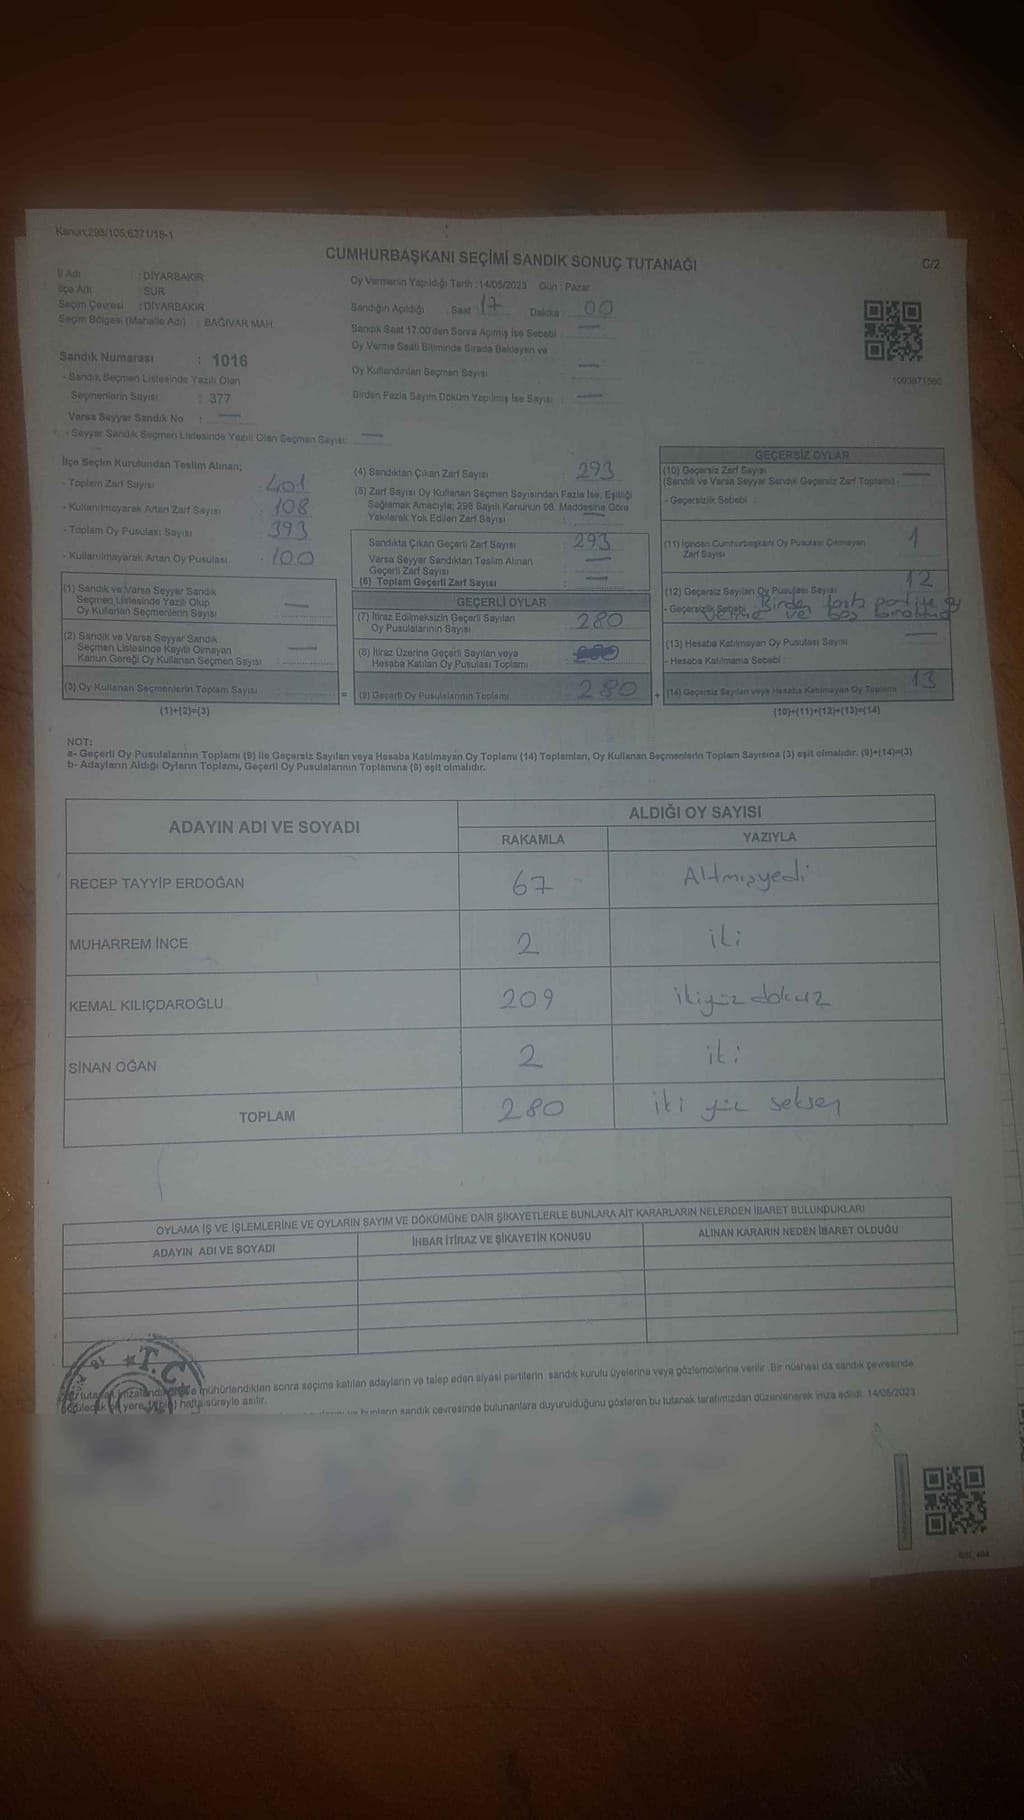 Kanun;298/105,6271/18-1
CUMHURBAŞKANI SEÇİMİ SANDIK SONUÇ TUTANAĞI
C/2
İl Adı : DİYARBAKIR
İlçe Adı : SUR
Seçim Çevresi : DİYARBAKIR
Seçim Bölgesi (Mahalle Adı) : BAĞIVAR MAH.
Oy Vermenin Yapıldığı Tarih : 14/05/2023 Gün : Pazar
Sandığın Açıldığı : Saat 17 Dakika : 00
Sandık Saat 17:00'den Sonra Açılmış İse Sebebi : —
Oy Verme Saati Bitiminde Sırada Bekleyen ve
Oy Kullandırılan Seçmen Sayısı : —
Birden Fazla Sayım Döküm Yapılmış İse Sayısı : —
1093871560
Sandık Numarası : 1016
- Sandık Seçmen Listesinde Yazılı Olan
Seçmenlerin Sayısı : 377
Varsa Seyyar Sandık No : —
- Seyyar Sandık Seçmen Listesinde Yazılı Olan Seçmen Sayısı: —
İlçe Seçim Kurulundan Teslim Alınan;
- Toplam Zarf Sayısı : 401
- Kullanılmayarak Artan Zarf Sayısı : 108
- Toplam Oy Pusulası Sayısı : 393
- Kullanılmayarak Artan Oy Pusulası : 100
(1) Sandık ve Varsa Seyyar Sandık
Seçmen Listesinde Yazılı Olup
Oy Kullanan Seçmenlerin Sayısı : —
(2) Sandık ve Varsa Seyyar Sandık
Seçmen Listesinde Kayıtlı Olmayan
Kanun Gereği Oy Kullanan Seçmen Sayısı : —
(3) Oy Kullanan Seçmenlerin Toplam Sayısı :
(1)+(2)=(3)
=
(4) Sandıktan Çıkan Zarf Sayısı : 293
(5) Zarf Sayısı Oy Kullanan Seçmen Sayısından Fazla İse, Eşitliği
Sağlamak Amacıyla; 298 Sayılı Kanunun 98. Maddesine Göre
Yakılarak Yok Edilen Zarf Sayısı : —
Sandıkta Çıkan Geçerli Zarf Sayısı : 293
Varsa Seyyar Sandıktan Teslim Alınan
Geçerli Zarf Sayısı : —
(6) Toplam Geçerli Zarf Sayısı : —
GEÇERLİ OYLAR
(7) İtiraz Edilmeksizin Geçerli Sayılan
Oy Pusulalarının Sayısı : 280
(8) İtiraz Üzerine Geçerli Sayılan veya
Hesaba Katılan Oy Pusulası Toplamı :
(9) Geçerli Oy Pusulalarının Toplamı : 280
+
GEÇERSİZ OYLAR
(10) Geçersiz Zarf Sayısı
(Sandık ve Varsa Seyyar Sandık Geçersiz Zarf Toplamı) : —
- Geçersizlik Sebebi :
(11) İçinden Cumhurbaşkanı Oy Pusulası Çıkmayan
Zarf Sayısı : 1
(12) Geçersiz Sayılan Oy Pusulası Sayısı : 12
- Geçersizlik Sebebi : Birden fazla partiye oy
verme ve boş
(13) Hesaba Katılmayan Oy Pusulası Sayısı : —
- Hesaba Katılmama Sebebi :
(14) Geçersiz Sayılan veya Hesaba Katılmayan Oy Toplamı : 13
(10)+(11)+(12)+(13)=(14)
NOT:
a- Geçerli Oy Pusulalarının Toplamı (9) ile Geçersiz Sayılan veya Hesaba Katılmayan Oy Toplamı (14) Toplamları, Oy Kullanan Seçmenlerin Toplam Sayısına (3) eşit olmalıdır. (9)+(14)=(3)
b- Adayların Aldığı Oyların Toplamı, Geçerli Oy Pusulalarının Toplamına (9) eşit olmalıdır.
ADAYIN ADI VE SOYADI
ALDIĞI OY SAYISI
RAKAMLA YAZIYLA
RECEP TAYYİP ERDOĞAN 67 Altmışyedi
MUHARREM İNCE 2 iki
KEMAL KILIÇDAROĞLU 209 ikiyüz dokuz
SİNAN OĞAN 2 iki
TOPLAM 280 iki yüz seksen
OYLAMA İŞ VE İŞLEMLERİNE VE OYLARIN SAYIM VE DÖKÜMÜNE DAİR ŞİKAYETLERLE BUNLARA AİT KARARLARIN NELERDEN İBARET BULUNDUKLARI
ADAYIN ADI VE SOYADI İHBAR İTİRAZ VE ŞİKAYETİN KONUSU ALINAN KARARIN NEDEN İBARET OLDUĞU
T.C
mühürlendikten sonra seçime katılan adayların ve talep eden siyasi partilerin sandık kurulu üyelerine veya gözlemcilerine verilir .Bir nüshası da sandık çevresinde
hafta süreyle asılır.
bunların sandık çevresinde bulunanlara duyurulduğunu gösteren bu tutanak tarafımızdan düzenlenerek imza edildi. 14/05/2023